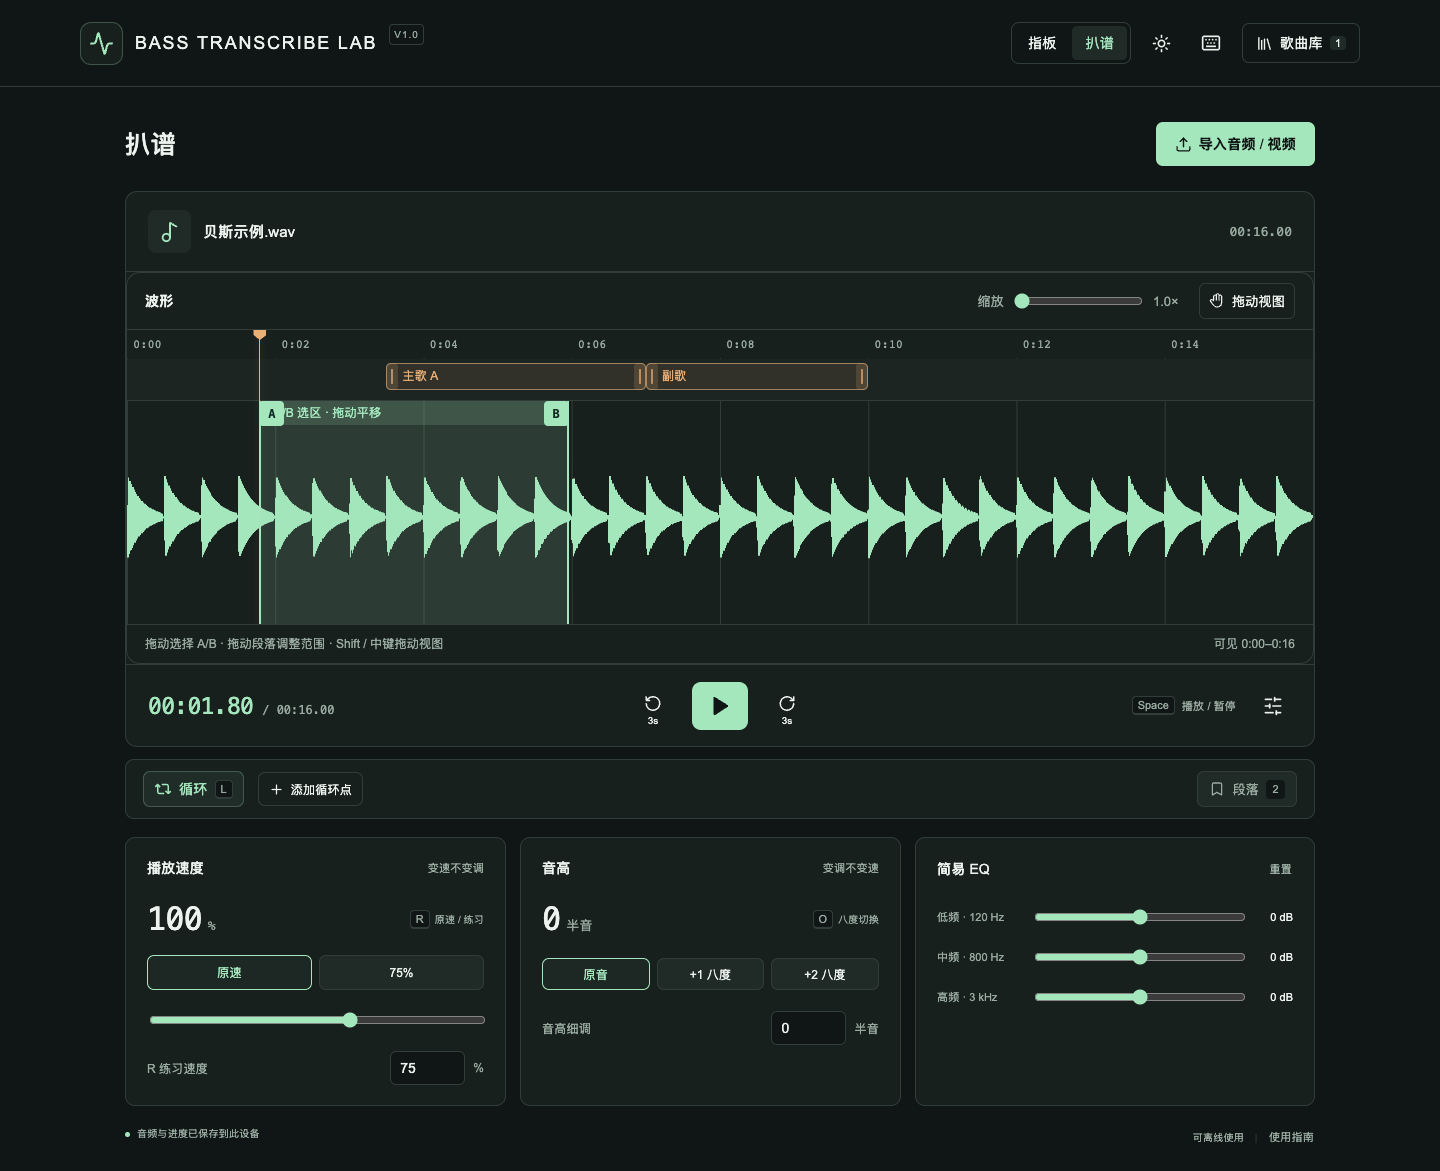 BASS TRANSCRIBE LAB V1.0 指板 扒谱 歌曲库 1
扒谱 导入音频 / 视频
贝斯示例.wav 00:16.00
波形 缩放 1.0× 拖动视图
0:00 0:02 0:04 0:06 0:08 0:10 0:12 0:14
主歌 A 副歌
A /B 选区 · 拖动平移 B
拖动选择 A/B · 拖动段落调整范围 · Shift / 中键拖动视图 可见 0:00–0:16
00:01.80 / 00:16.00 3s 3s Space 播放 / 暂停
循环 L 添加循环点 段落 2
播放速度 变速不变调
100 % R 原速 / 练习
原速 75%
R 练习速度 75 %
音高 变调不变速
0 半音 O 八度切换
原音 +1 八度 +2 八度
音高细调 0 半音
简易 EQ 重置
低频 · 120 Hz 0 dB
中频 · 800 Hz 0 dB
高频 · 3 kHz 0 dB
音频与进度已保存到此设备 可离线使用 使用指南